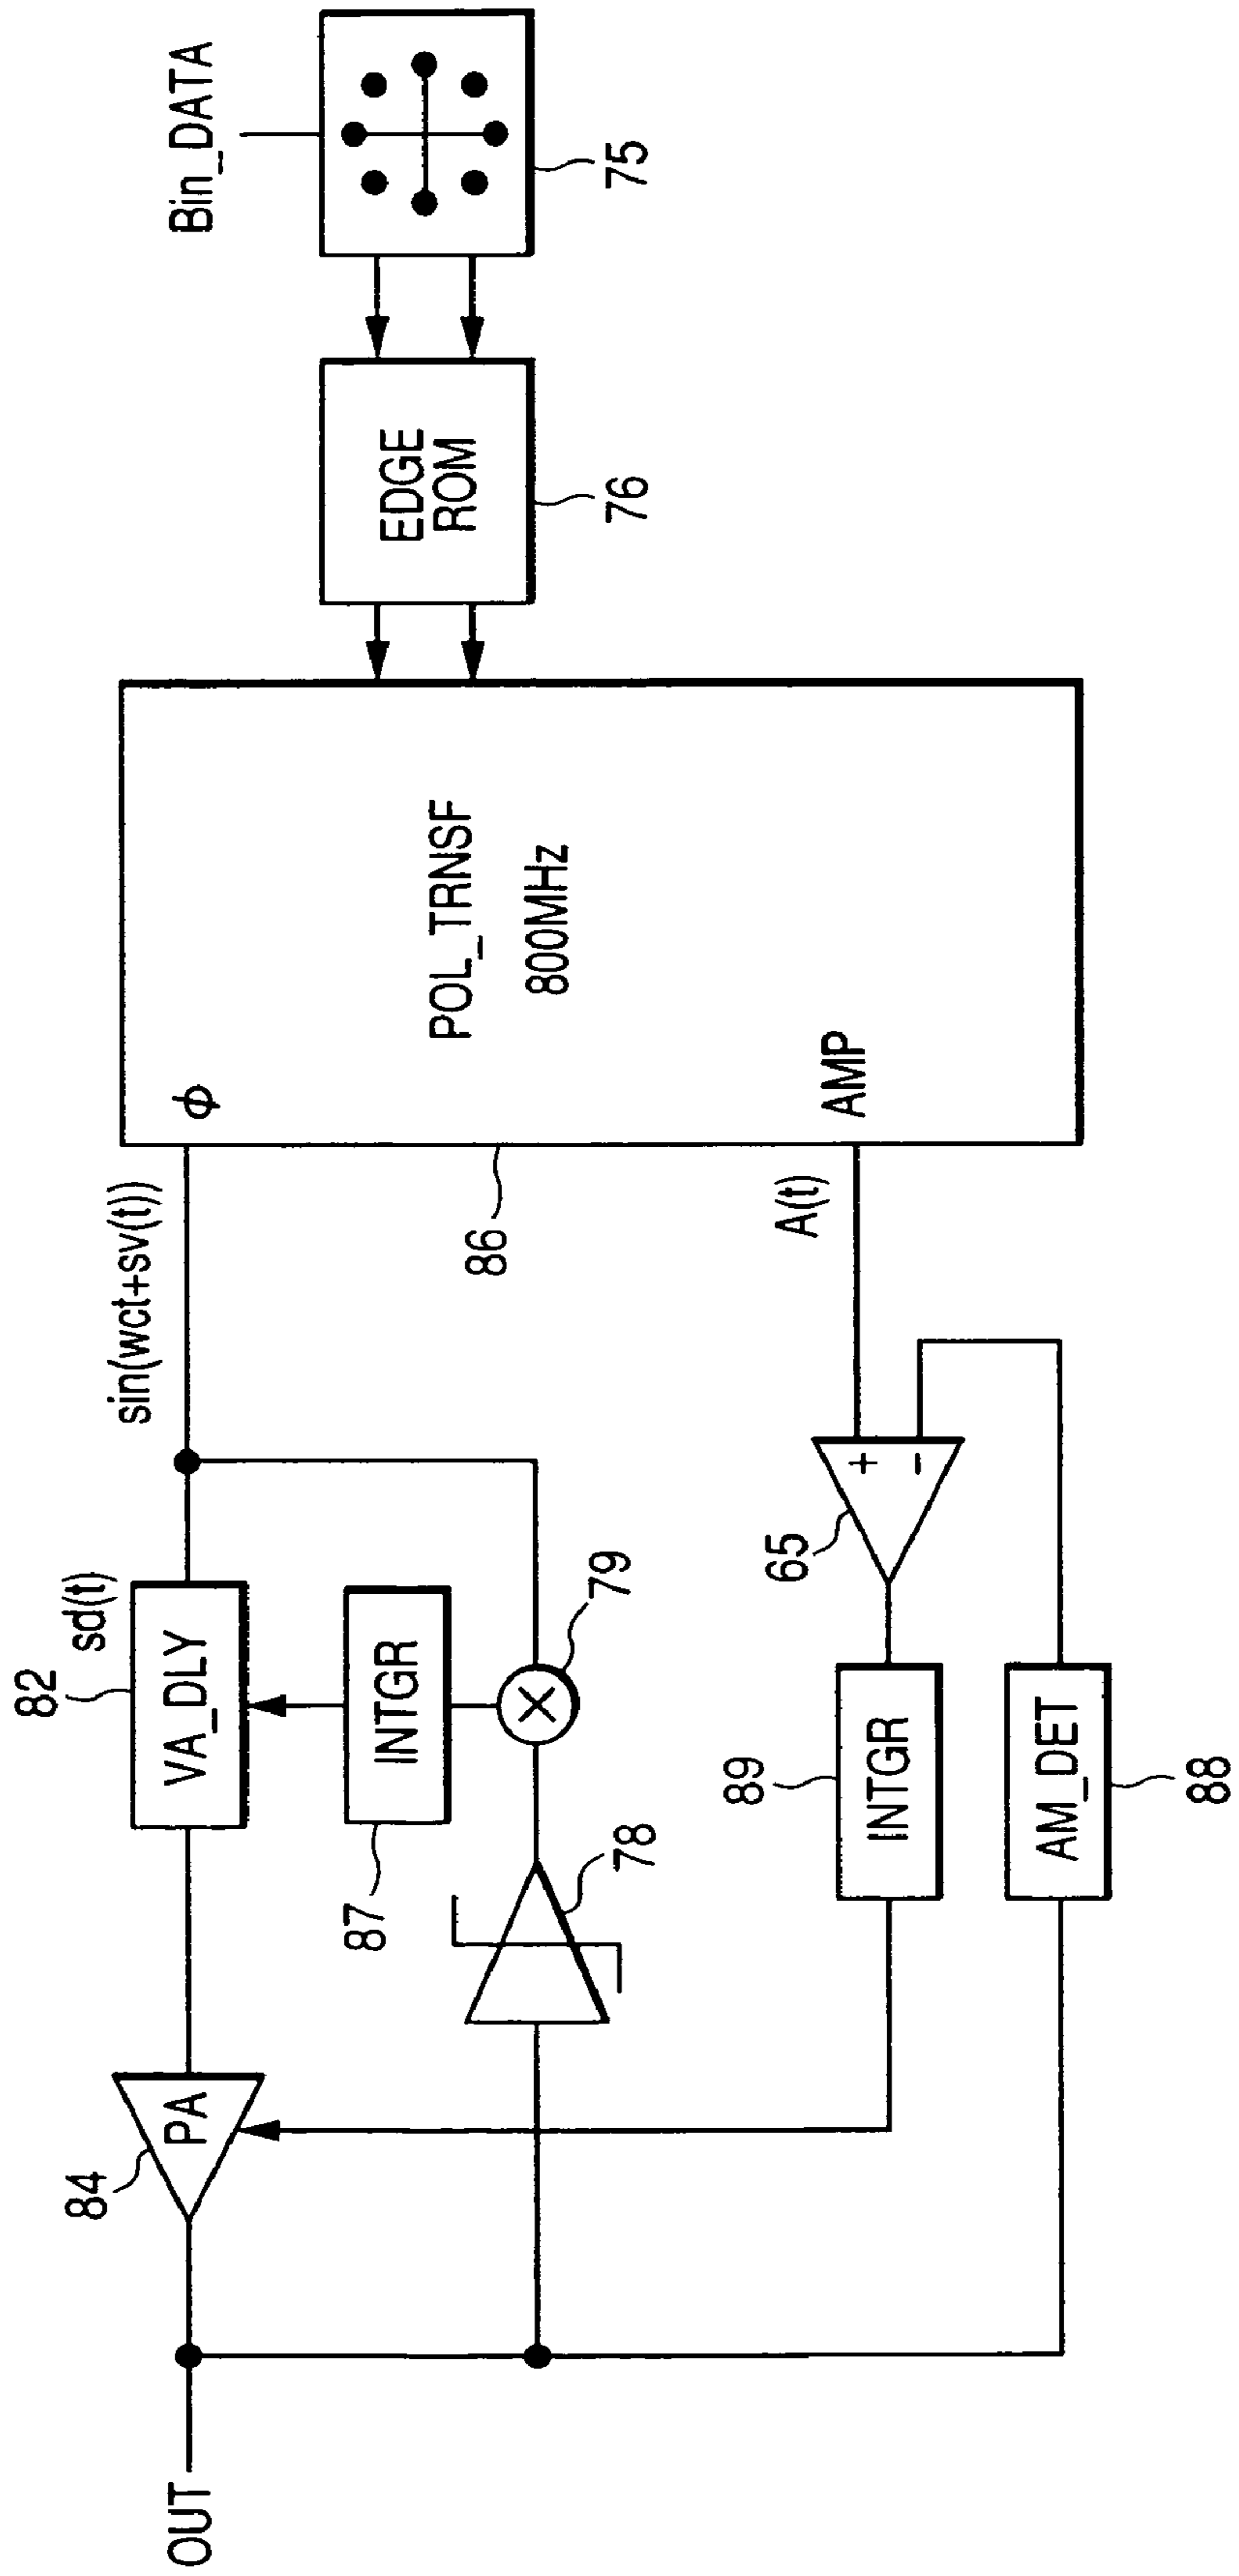 Bin_DATA
75
EDGE
ROM
76
POL_TRNSF
800MHz
ϕ
AMP
86
sin(wct+sv(t))
A(t)
sd(t)
82
VA_DLY
INTGR
87
×
79
78
+
-
65
INTGR
89
AM_DET
88
PA
84
OUT